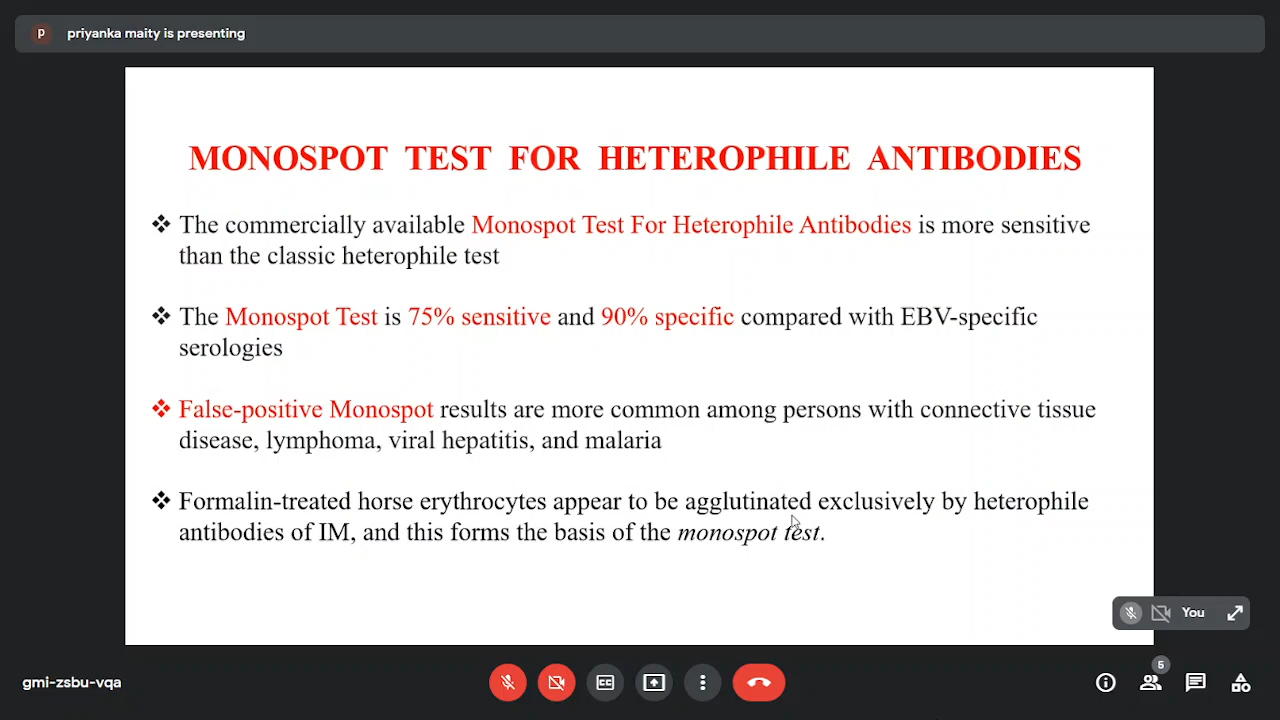 p priyanka maity is presenting
MONOSPOT TEST FOR HETEROPHILE ANTIBODIES
❖ The commercially available Monospot Test For Heterophile Antibodies is more sensitive
than the classic heterophile test
❖ The Monospot Test is 75% sensitive and 90% specific compared with EBV-specific
serologies
❖ False-positive Monospot results are more common among persons with connective tissue
disease, lymphoma, viral hepatitis, and malaria
❖ Formalin-treated horse erythrocytes appear to be agglutinated exclusively by heterophile
antibodies of IM, and this forms the basis of the monospot test.
You
gmi-zsbu-vqa
CC
5